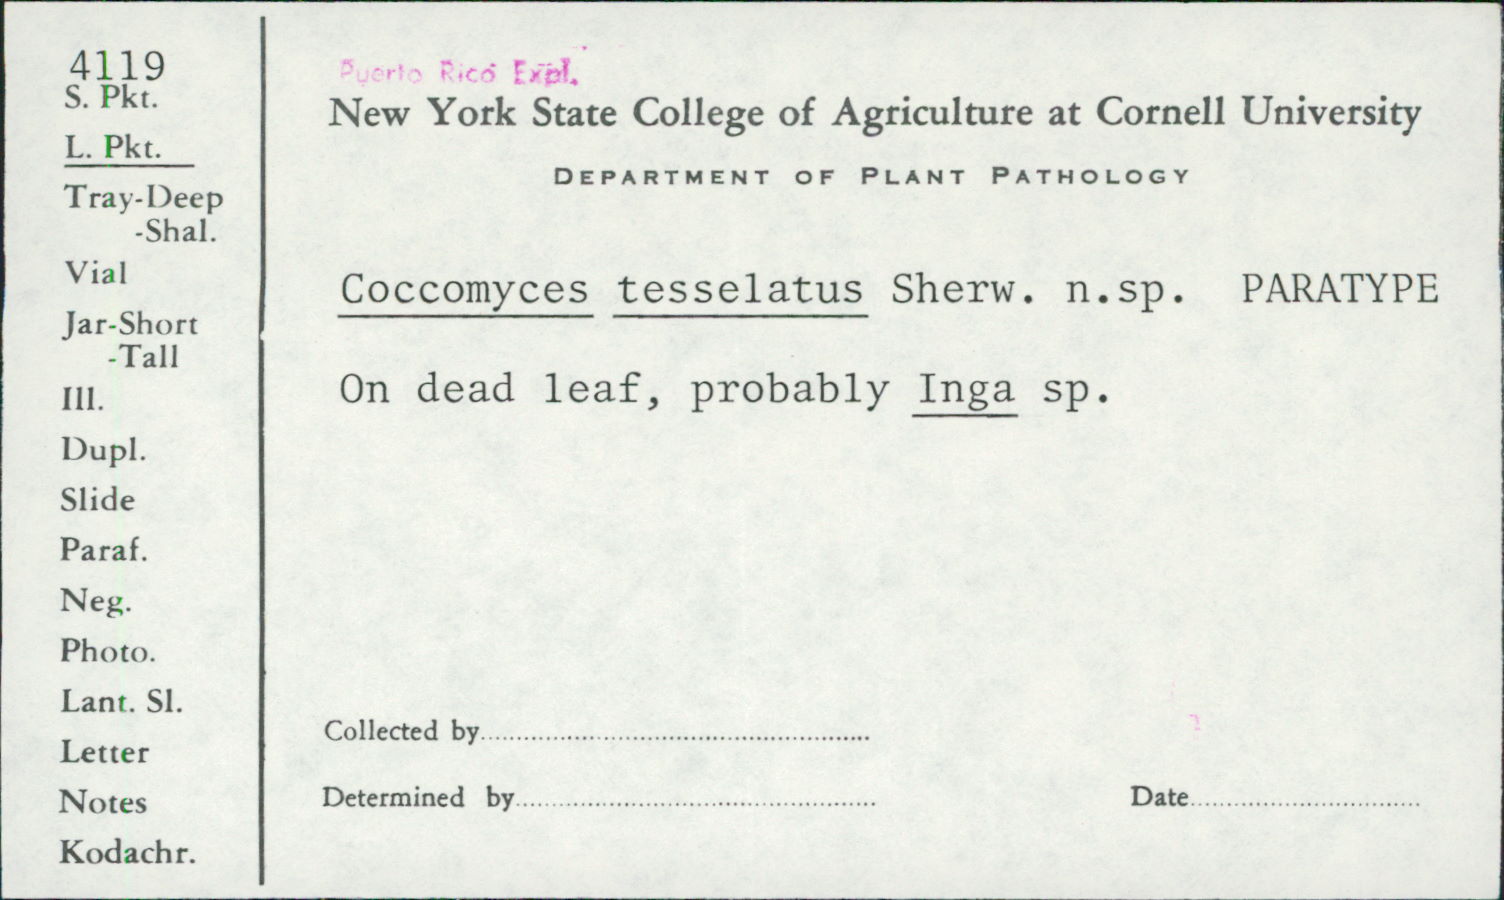 4119
S. Pkt.
L. Pkt.
Tray-Deep
-Shal.
Vial
Jar-Short
-Tall
Ill.
Dupl.
Slide
Paraf.
Neg.
Photo.
Lant. Sl.
Letter
Notes
Kodachr.
Puerto Rico Expl.
New York State College of Agriculture at Cornell University
DEPARTMENT OF PLANT PATHOLOGY
Coccomyces tesselatus Sherw. n.sp. PARATYPE
On dead leaf, probably Inga sp.
Collected by
Determined by Date